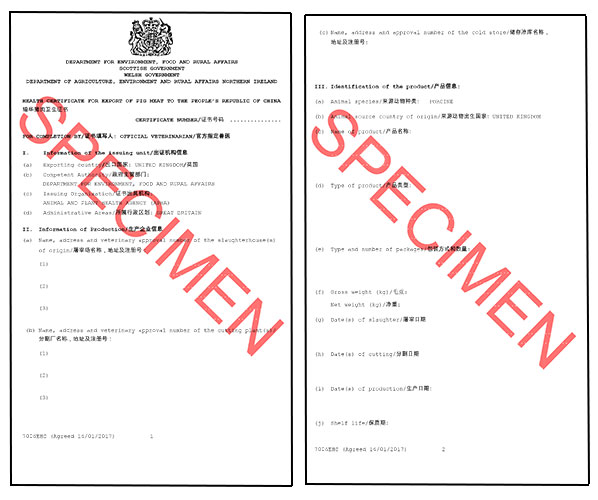 DEPARTMENT FOR ENVIRONMENT, FOOD AND RURAL AFFAIRS
SCOTTISH GOVERNMENT
WELSH GOVERNMENT
DEPARTMENT OF AGRICULTURE, ENVIRONMENT AND RURAL AFFAIRS NORTHERN IRELAND
HEALTH CERTIFICATE FOR EXPORT OF PIG MEAT TO THE PEOPLE'S REPUBLIC OF CHINA
输华猪肉卫生证书
CERTIFICATE NUMBER/证书号码 ..............
FOR COMPLETION BY/证书填写人: OFFICIAL VETERINARIAN/官方指定兽医
I. Information of the issuing unit/出证机构信息
(a) Exporting country/出口国家: UNITED KINGDOM/英国
(b) Competent Authority/政府主管部门:
DEPARTMENT FOR ENVIRONMENT, FOOD AND RURAL AFFAIRS
(c) Issuing Organisation/证书出具机构:
ANIMAL AND PLANT HEALTH AGENCY (APHA)
(d) Administrative Areas/所属行政区划: GREAT BRITAIN
II. Information of Production/生产企业信息
(a) Name, address and veterinary approval number of the slaughterhouse(s)
of origin/屠宰场名称，地址及注册号:
(1)
(2)
(3)
(b) Name, address and veterinary approval number of the cutting plant(s)/
分割厂名称，地址及注册号:
(1)
(2)
(3)
7016EHC (Agreed 16/01/2017) 1
SPECIMEN
(c) Name, address and approval number of the cold store/储存冷库名称，
地址及注册号:
III. Identification of the product/产品信息:
(a) Animal species/来源动物种类: PORCINE
(b) Animal source country of origin/来源动物原生国家: UNITED KINGDOM
(c) Name of product/产品名称:
(d) Type of product/产品类型:
(e) Type and number of packages/包装方式和数量:
(f) Gross weight (kg)/毛重:
Net weight (kg)/净重:
(g) Date(s) of slaughter/屠宰日期
(h) Date(s) of cutting/分割日期
(i) Date(s) of production/生产日期:
(j) Shelf life/保质期:
7016EHC (Agreed 16/01/2017) 2
SPECIMEN